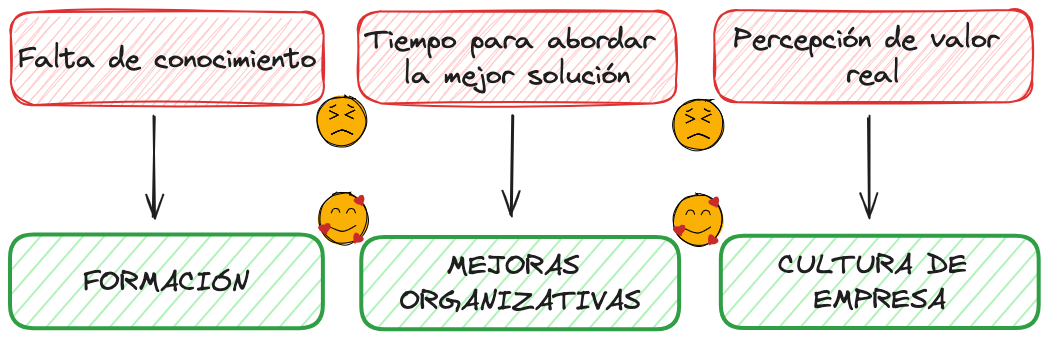 Falta de conocimiento
Tiempo para abordar
la mejor solución
Percepción de valor
real
FORMACIÓN
MEJORAS
ORGANIZATIVAS
CULTURA DE
EMPRESA